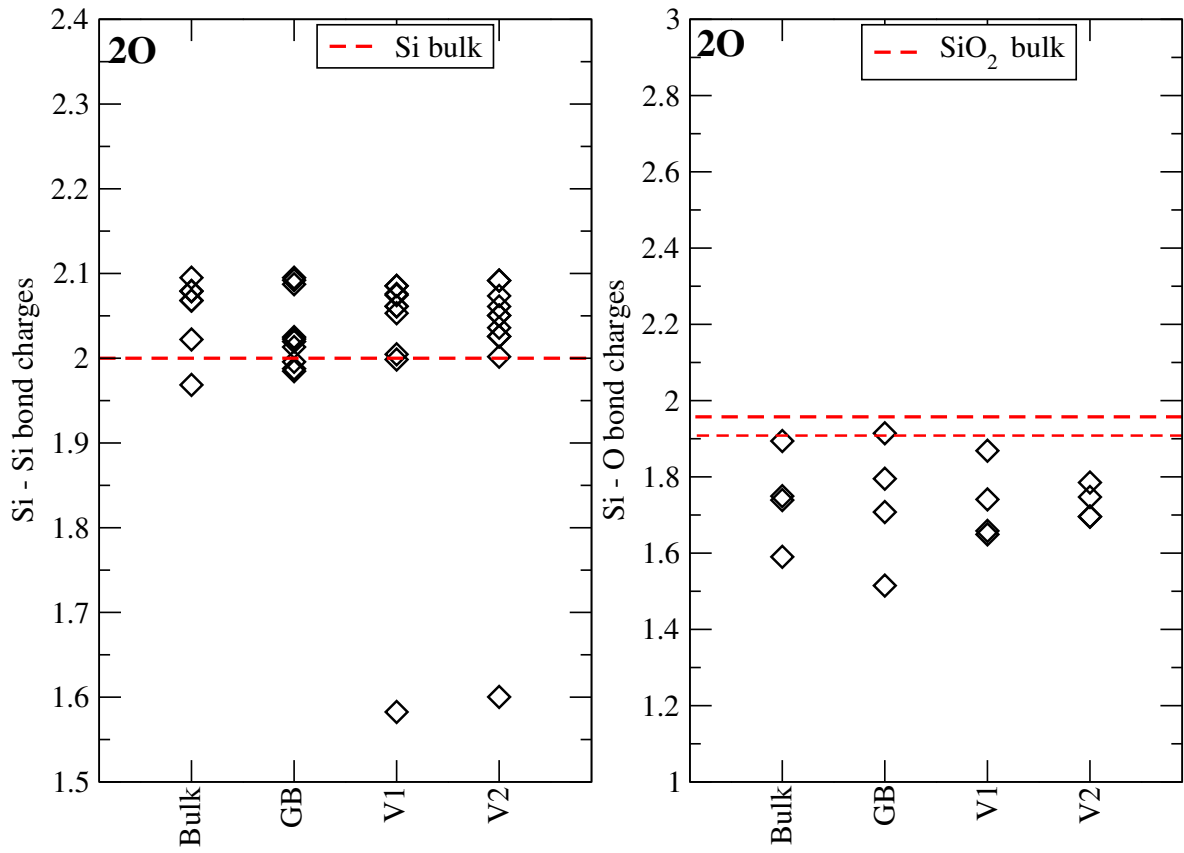 2O
Si bulk
2.4
2.3
2.2
2.1
2
1.9
1.8
1.7
1.6
1.5
Si - Si bond charges
Bulk
GB
V1
V2
2O
SiO2 bulk
3
2.8
2.6
2.4
2.2
2
1.8
1.6
1.4
1.2
1
Si - O bond charges
Bulk
GB
V1
V2